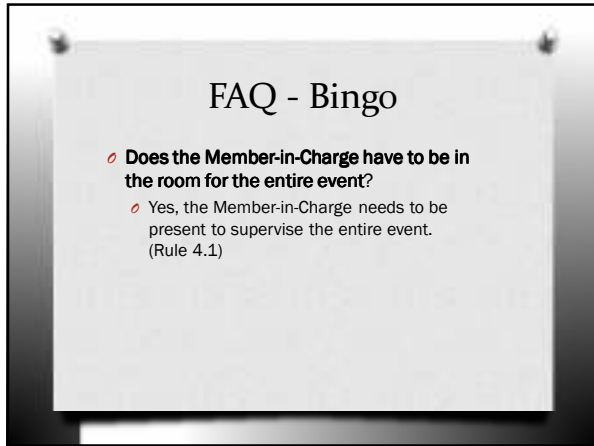 FAQ - Bingo
Does the Member-in-Charge have to be in
the room for the entire event?
Yes, the Member-in-Charge needs to be
present to supervise the entire event.
(Rule 4.1)